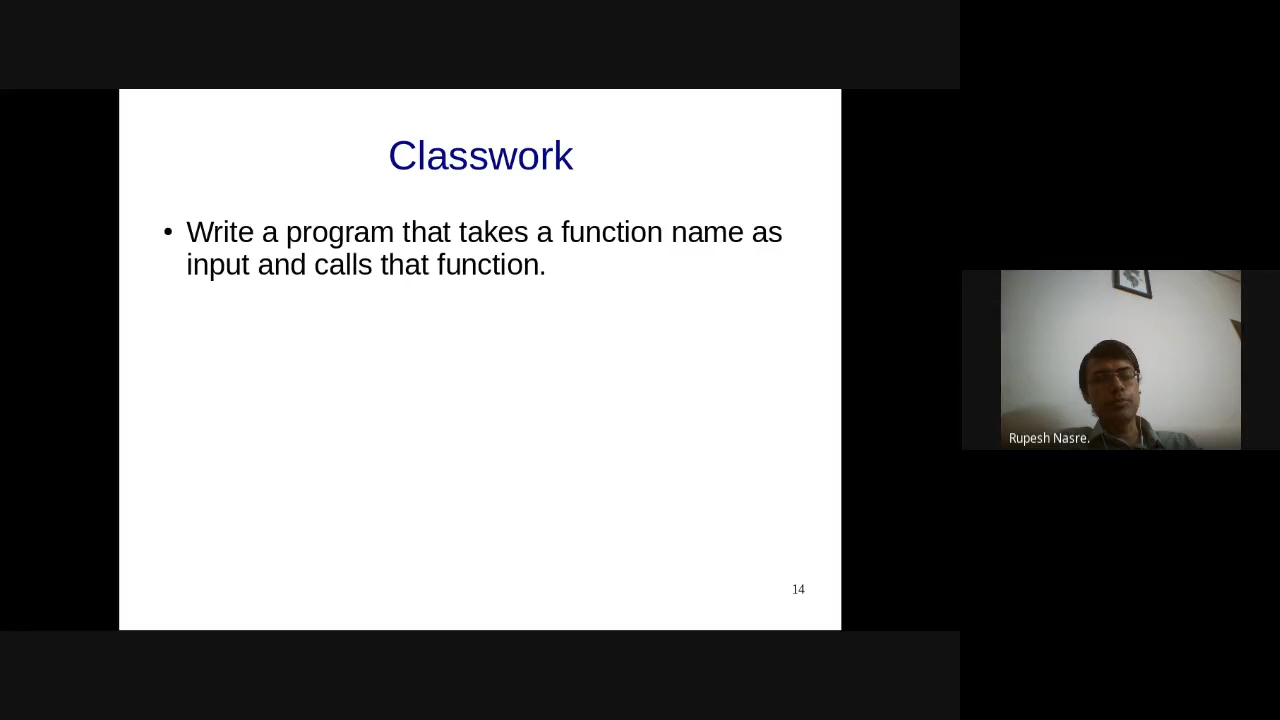 Classwork
• Write a program that takes a function name as
input and calls that function.
14
Rupesh Nasre.